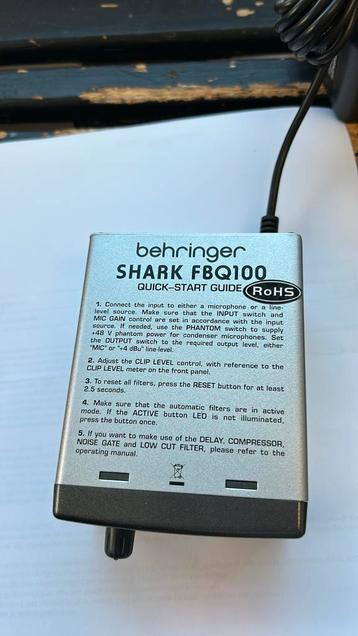 behringer
SHARK FBQ100
QUICK-START GUIDE RoHS
1. Connect the input to either a microphone or a line-
level source. Make sure that the INPUT switch and
MIC GAIN control are set in accordance with the input
source. If needed, use the PHANTOM switch to supply
+48 V phantom power for condenser microphones. Set
the OUTPUT switch to the required output level, either
"MIC" or "+4 dBu" line-level.
2. Adjust the CLIP LEVEL control, with reference to the
CLIP LEVEL meter on the front panel.
3. To reset all filters, press the RESET button for at least
2.5 seconds.
4. Make sure that the automatic filters are in active
mode. If the ACTIVE button LED is not illuminated,
press the button once.
5. If you want to make use of the DELAY, COMPRESSOR,
NOISE GATE and LOW CUT FILTER, please refer to the
operating manual.